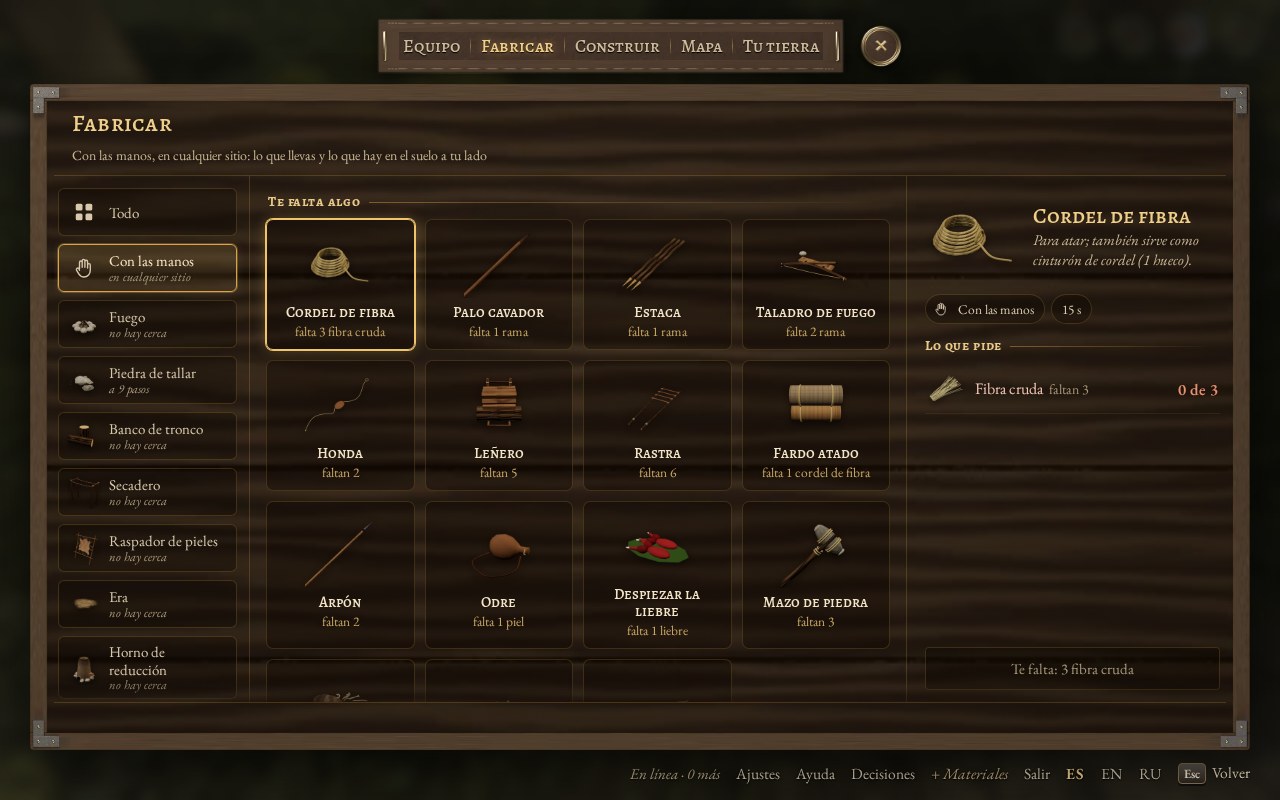 Equipo
Fabricar
Construir
Mapa
Tu tierra
Fabricar
Con las manos, en cualquier sitio: lo que llevas y lo que hay en el suelo a tu lado
Todo
Con las manos
en cualquier sitio
Fuego
no hay cerca
Piedra de tallar
a 9 pasos
Banco de tronco
no hay cerca
Secadero
no hay cerca
Raspador de pieles
no hay cerca
Era
no hay cerca
Horno de
reducción
no hay cerca
Te falta algo
Cordel de fibra
falta 3 fibra cruda
Palo cavador
falta 1 rama
Estaca
falta 1 rama
Taladro de fuego
falta 2 rama
Honda
faltan 2
Leñero
faltan 5
Rastra
faltan 6
Fardo atado
falta 1 cordel de fibra
Arpón
faltan 2
Odre
falta 1 piel
Despiezar la
liebre
falta 1 liebre
Mazo de piedra
faltan 3
Cordel de fibra
Para atar; también sirve como
cinturón de cordel (1 hueco).
Con las manos
15 s
Lo que pide
Fibra cruda faltan 3
0 de 3
Te falta: 3 fibra cruda
En línea · 0 más
Ajustes
Ayuda
Decisiones
+ Materiales
Salir
ES
EN
RU
Esc
Volver